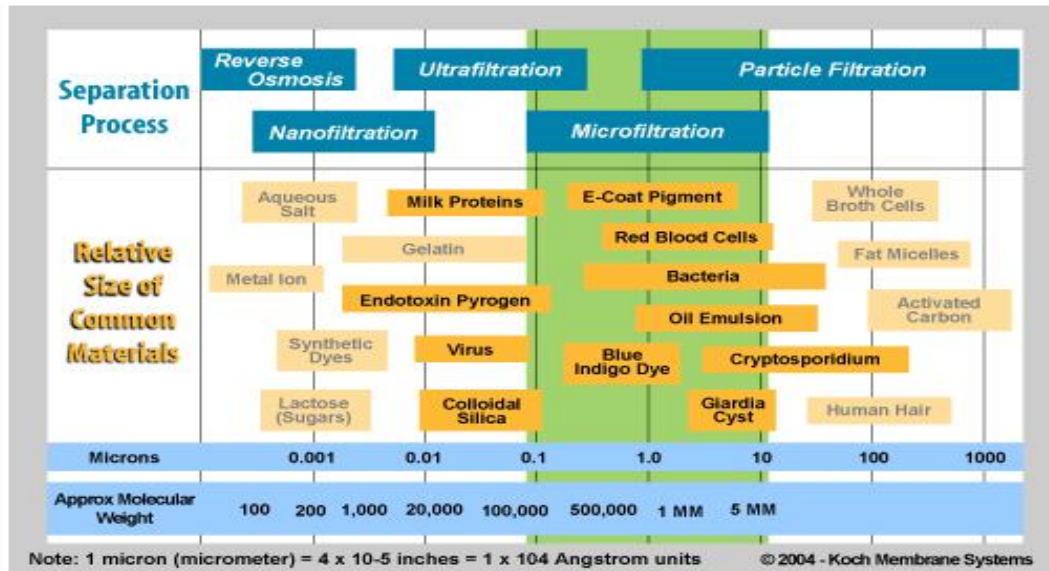 Reverse
Osmosis
Ultrafiltration
Particle Filtration
Separation
Process
Nanofiltration
Microfiltration
Aqueous
Salt
Milk Proteins
E-Coat Pigment
Whole
Broth Cells
Gelatin
Red Blood Cells
Fat Micelles
Relative
Size of
Common
Materials
Metal Ion
Bacteria
Endotoxin Pyrogen
Oil Emulsion
Activated
Carbon
Synthetic
Dyes
Virus
Blue
Indigo Dye
Cryptosporidium
Lactose
(Sugars)
Colloidal
Silica
Giardia
Cyst
Human Hair
Microns 0.001 0.01 0.1 1.0 10 100 1000
Approx Molecular
Weight
100 200 1,000 20,000 100,000 500,000 1 MM 5 MM
Note: 1 micron (micrometer) = 4 x 10-5 inches = 1 x 104 Angstrom units © 2004 - Koch Membrane Systems